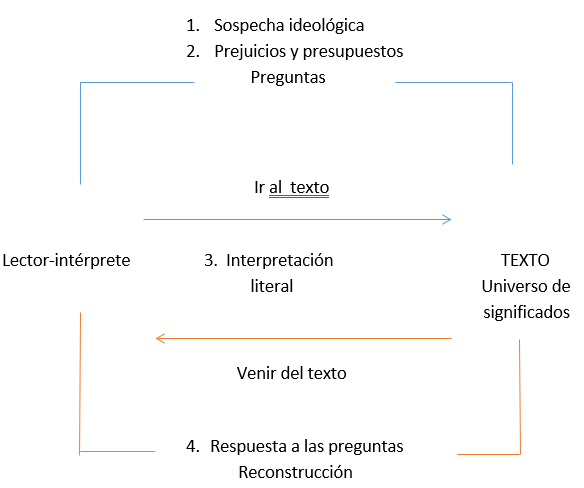 1. Sospecha ideológica
2. Prejuicios y presupuestos
Preguntas
Ir al texto
Lector-intérprete
3. Interpretación
literal
TEXTO
Universo de
significados
Venir del texto
4. Respuesta a las preguntas
Reconstrucción